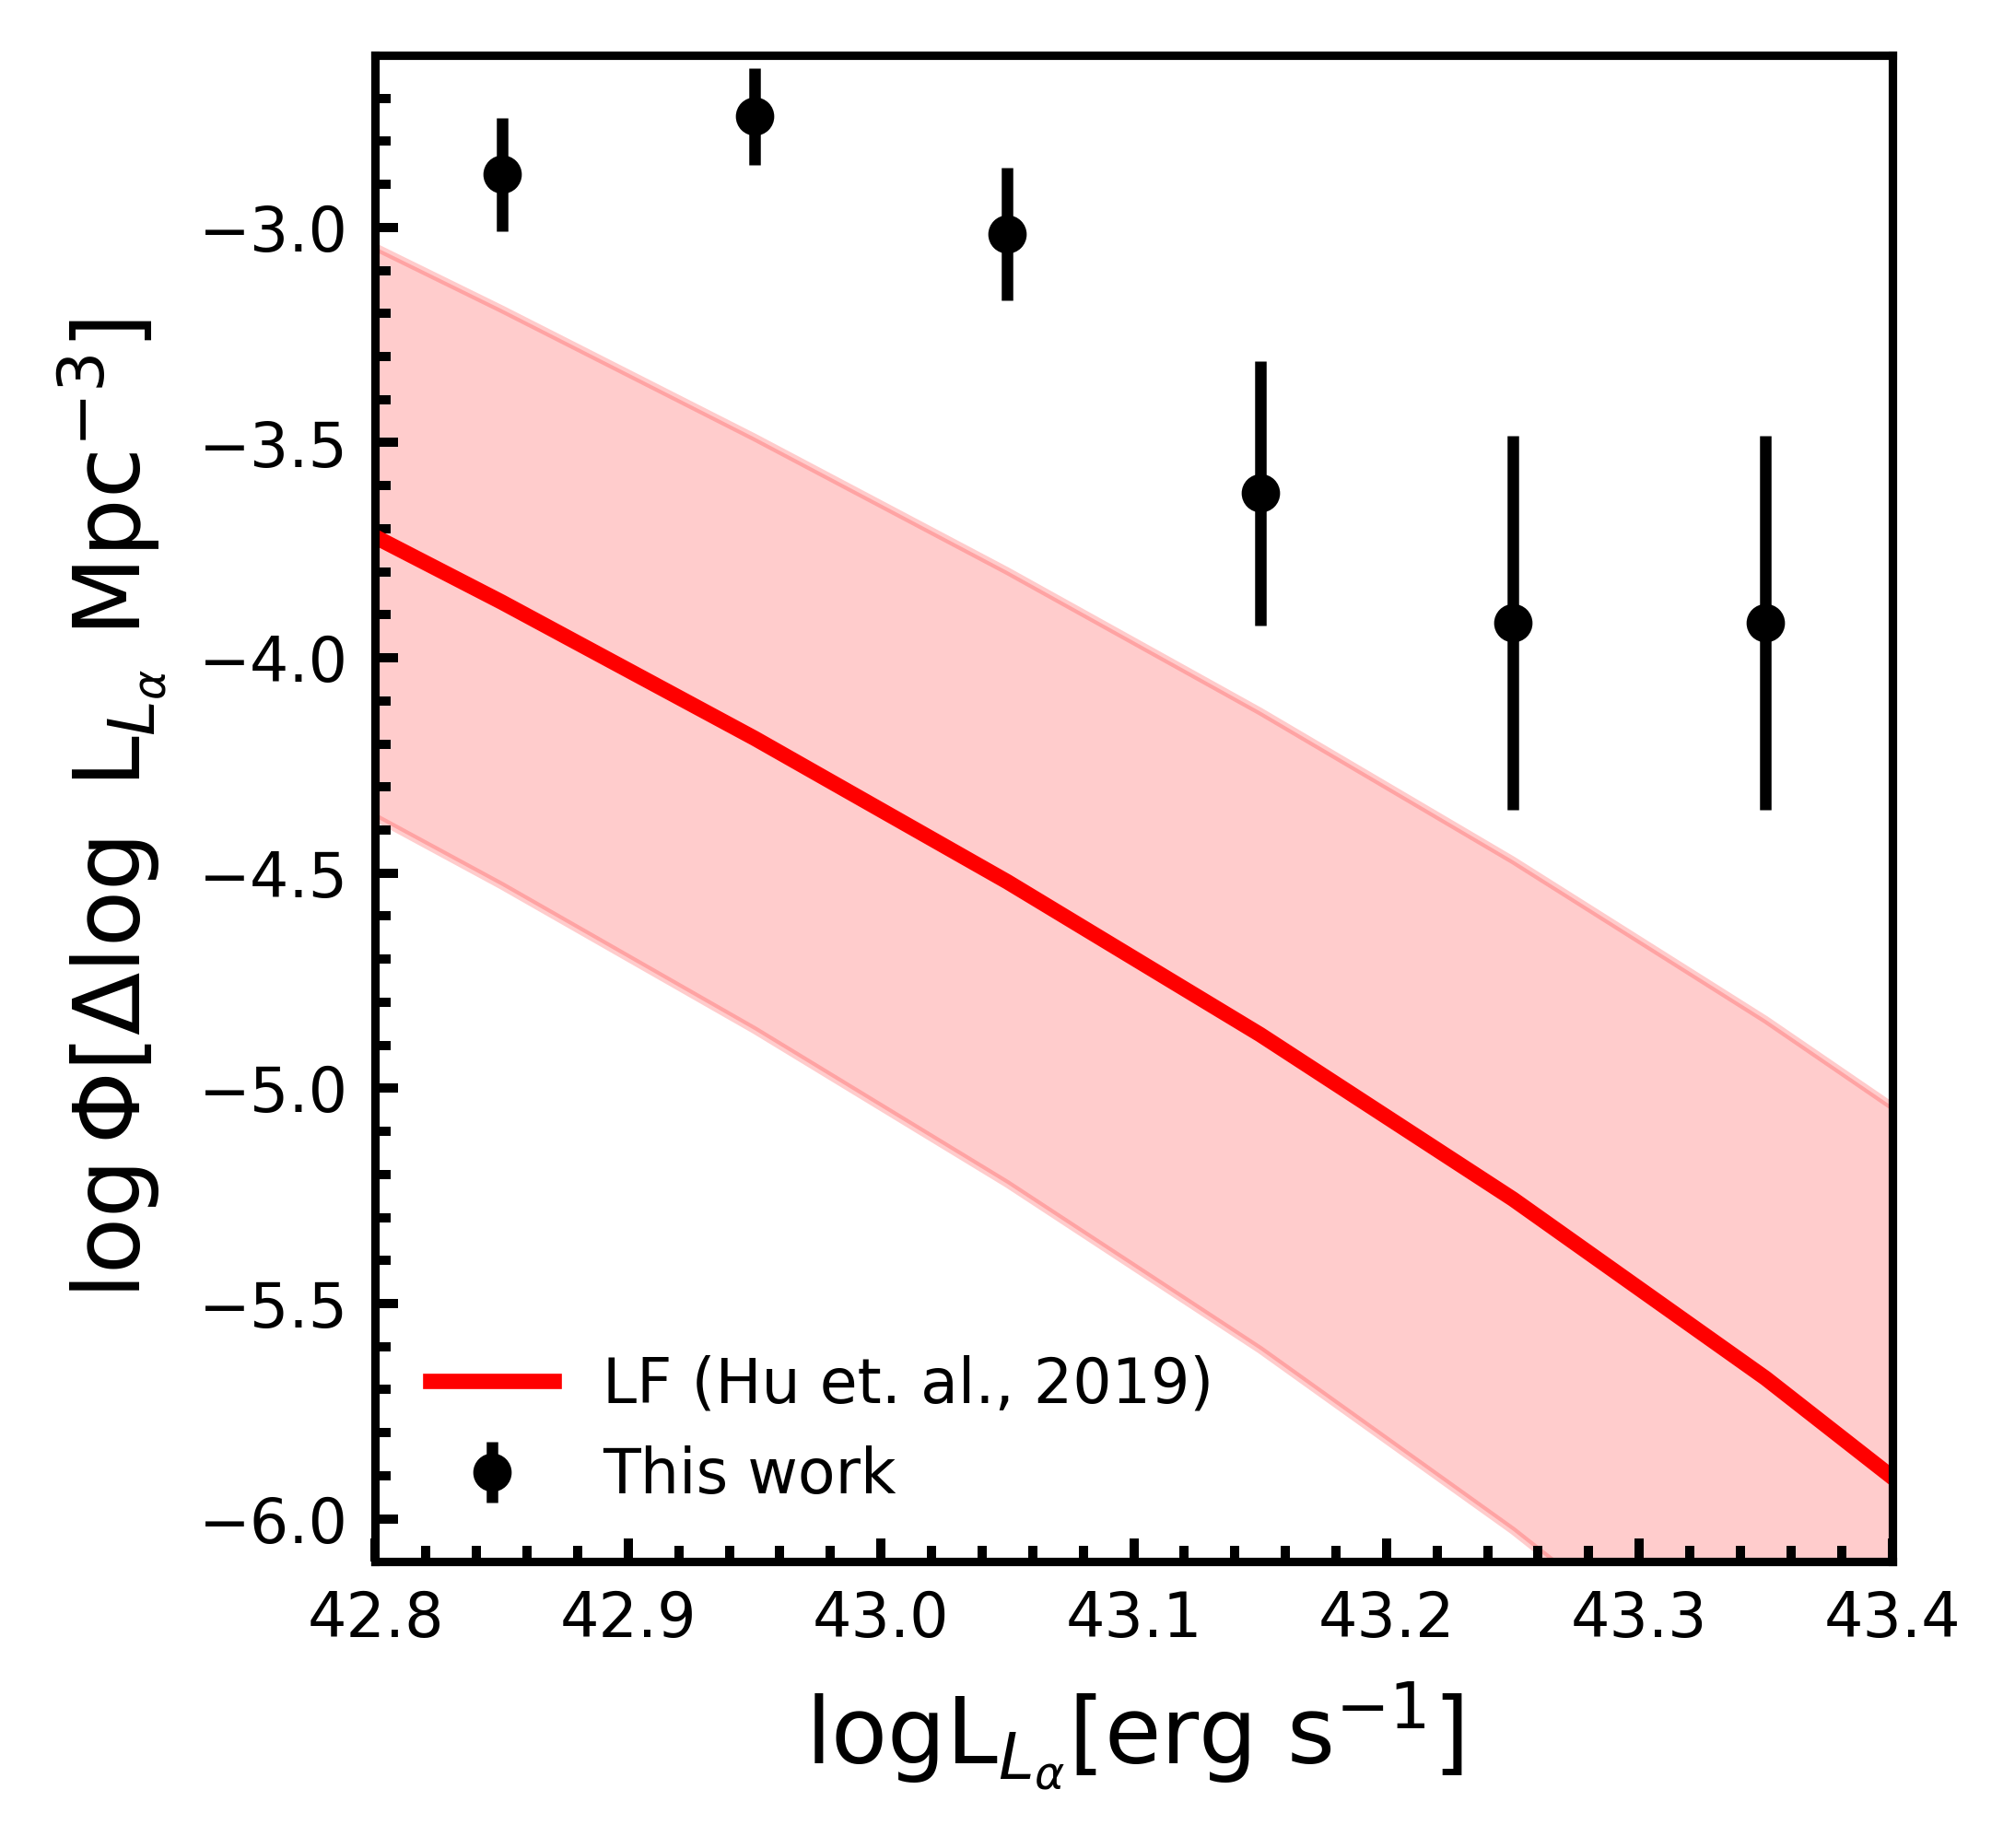 −3.0
−3.5
−4.0
−4.5
−5.0
−5.5
−6.0
log Φ[Δlog L_{L_α} Mpc^{−3}]
LF (Hu et. al., 2019)
This work
42.8 42.9 43.0 43.1 43.2 43.3 43.4
logL_{L_α}[erg s^{−1}]